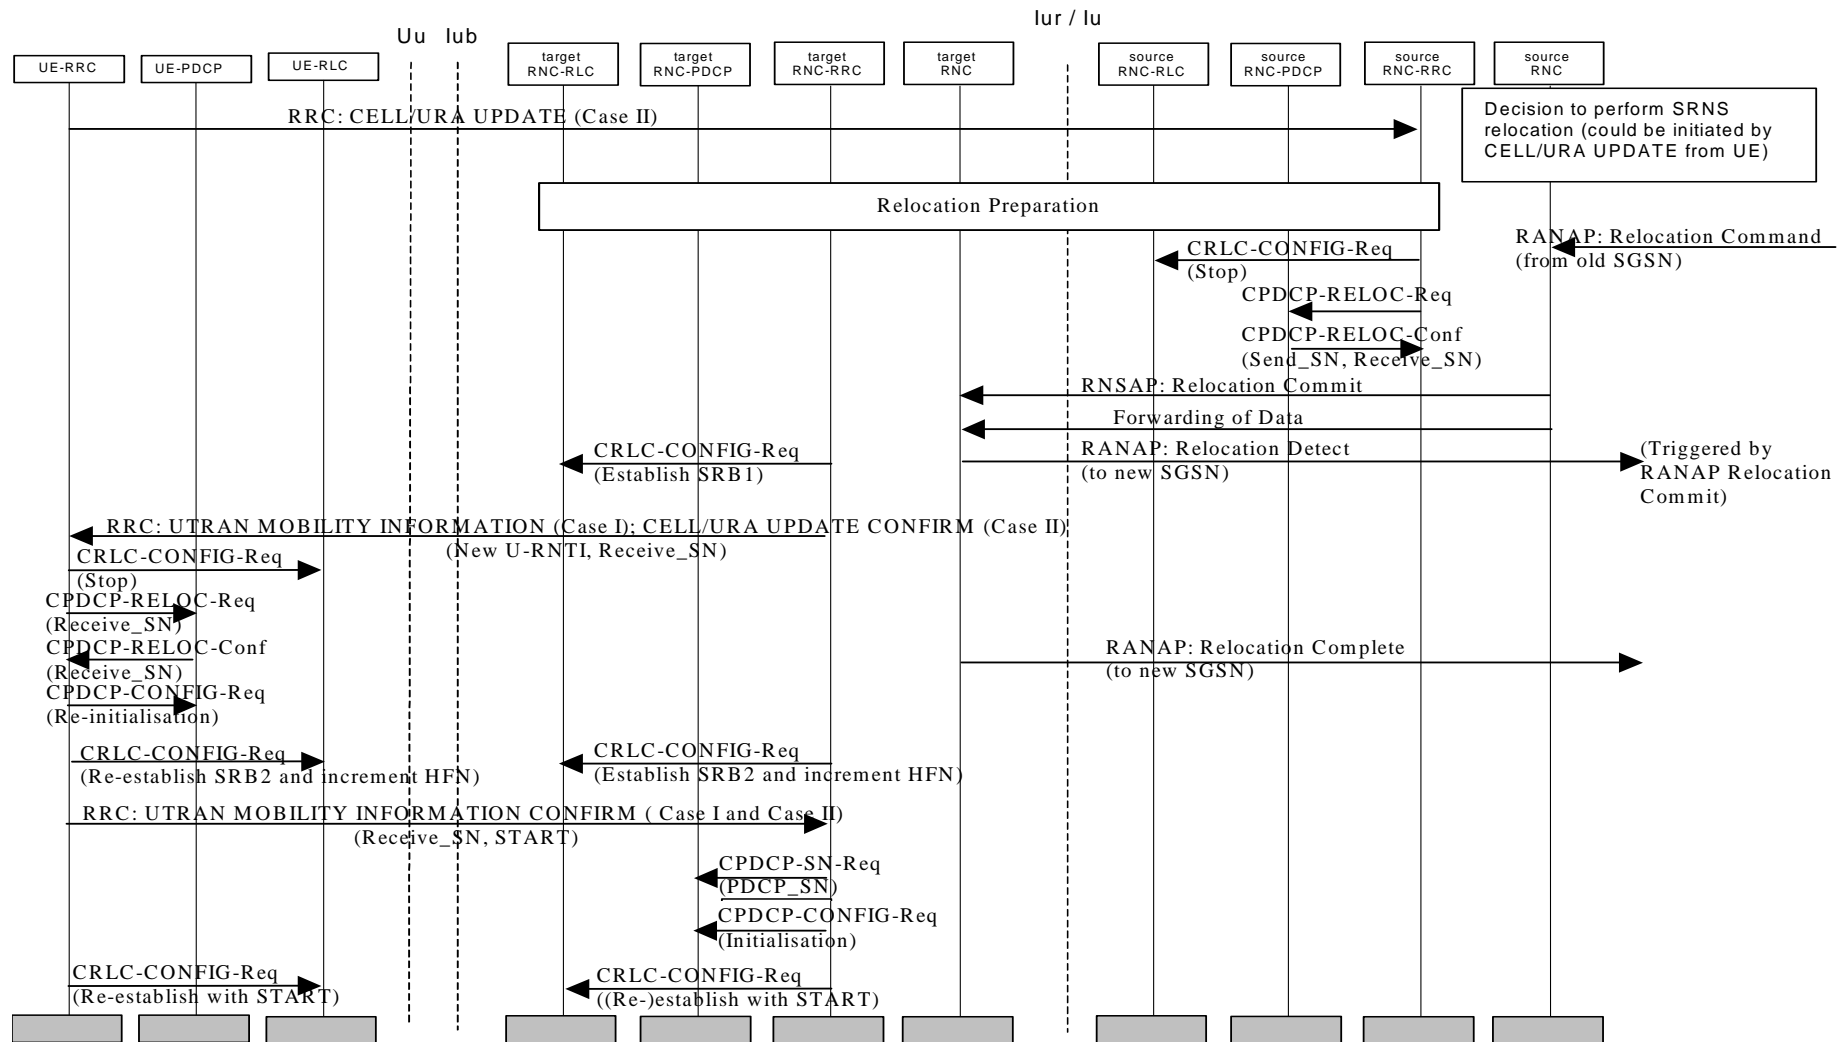 Iur / Iu
Uu Iub
UE-RRC
UE-PDCP
UE-RLC
target
RNC-RLC
target
RNC-PDCP
target
RNC-RRC
target
RNC
source
RNC-RLC
source
RNC-PDCP
source
RNC-RRC
source
RNC
RRC: CELL/URA UPDATE (Case II)
Decision to perform SRNS
relocation (could be initiated by
CELL/URA UPDATE from UE)
Relocation Preparation
RANAP: Relocation Command
(from old SGSN)
CRLC-CONFIG-Req
(Stop)
CPDCP-RELOC-Req
CPDCP-RELOC-Conf
(Send_SN, Receive_SN)
RNSAP: Relocation Commit
Forwarding of Data
CRLC-CONFIG-Req
(Establish SRB1)
RANAP: Relocation Detect
(to new SGSN)
(Triggered by
RANAP Relocation
Commit)
RRC: UTRAN MOBILITY INFORMATION (Case I); CELL/URA UPDATE CONFIRM (Case II)
(New U-RNTI, Receive_SN)
CRLC-CONFIG-Req
(Stop)
CPDCP-RELOC-Req
(Receive_SN)
CPDCP-RELOC-Conf
(Receive_SN)
RANAP: Relocation Complete
(to new SGSN)
CPDCP-CONFIG-Req
(Re-initialisation)
CRLC-CONFIG-Req
(Re-establish SRB2 and increment HFN)
CRLC-CONFIG-Req
(Establish SRB2 and increment HFN)
RRC: UTRAN MOBILITY INFORMATION CONFIRM ( Case I and Case II)
(Receive_SN, START)
CPDCP-SN-Req
(PDCP_SN)
CPDCP-CONFIG-Req
(Initialisation)
CRLC-CONFIG-Req
(Re-establish with START)
CRLC-CONFIG-Req
((Re-)establish with START)